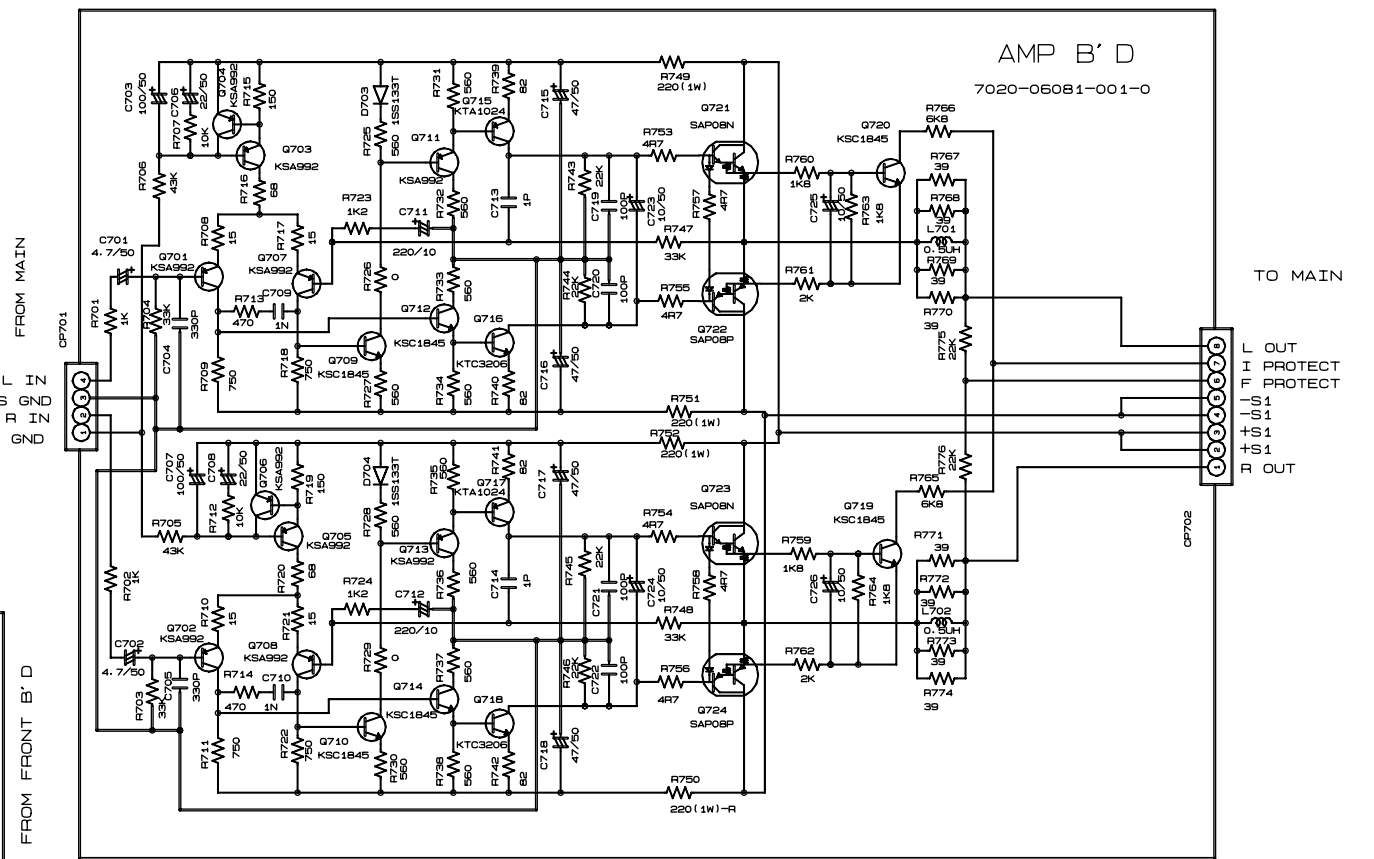 AMP B' D
7020-06081-001-0
C703
100/50
C706
22/50
Q704
KSA992
R715
150
R707
10K
Q703
KSA992
R706
43K
R716
68
D703
1SS133T
R725
560
R731
560
Q715
KTA1024
R739
82
C715
47/50
R749
220(1W)
Q711
KSA992
R732
560
C713
1P
R743
22K
C719
100P
C723
10/50
R753
4R7
Q721
SAP08N
R757
4R7
R760
1K8
Q720
KSC1845
R766
6K8
C725
10/50
R763
1K8
R767
39
R768
39
L701
0.5UH
R769
39
R770
39
R775
22K
FROM MAIN
C701
4.7/50
R701
1K
R704
33K
C704
330P
Q701
KSA992
R708
15
R717
15
Q707
KSA992
R723
1K2
C711
220/10
R713
470
C709
1N
R726
0
R733
560
Q712
KSC1845
Q716
KTC3206
R709
750
R718
750
Q709
KSC1845
R727
560
R734
560
R740
82
C716
47/50
R744
22K
C720
100P
R747
33K
R755
4R7
R761
2K
Q722
SAP08P
R751
220(1W)
R752
220(1W)
CP701
L IN
S GND
R IN
GND
4
3
2
1
TO MAIN
8
7
6
5
4
3
2
1
L OUT
I PROTECT
F PROTECT
-S1
-S1
+S1
+S1
R OUT
CP702
C707
100/50
C708
22/50
Q706
KSA992
R719
150
R712
10K
R705
43K
Q705
KSA992
R720
68
D704
1SS133T
R728
560
R735
560
Q717
KTA1024
R741
82
C717
47/50
Q713
KSA992
R736
560
C714
1P
R745
22K
C721
100P
C724
10/50
R754
4R7
Q723
SAP08N
R758
4R7
R759
1K8
Q719
KSC1845
R765
6K8
R776
22K
C726
10/50
R764
1K8
R771
39
R772
39
L702
0.5UH
R773
39
R774
39
R702
1K
C702
4.7/50
R703
33K
C705
330P
Q702
KSA992
R710
15
R721
15
Q708
KSA992
R724
1K2
C712
220/10
R714
470
C710
1N
R729
0
R737
560
Q714
KSC1845
Q718
KTC3206
R711
750
R722
750
Q710
KSC1845
R730
560
R738
560
R742
82
C718
47/50
R746
22K
C722
100P
R748
33K
R756
4R7
R762
2K
Q724
SAP08P
R750
220(1W)-R
FROM FRONT B' D